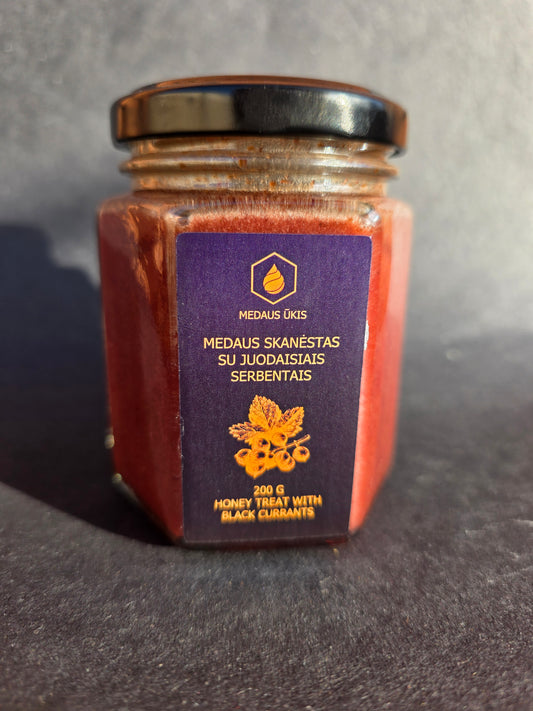 MEDAUS ŪKIS
MEDAUS SKANĖSTAS
SU JUODAISIAIS
SERBENTAIS
200 G
HONEY TREAT WITH
BLACK CURRANTS